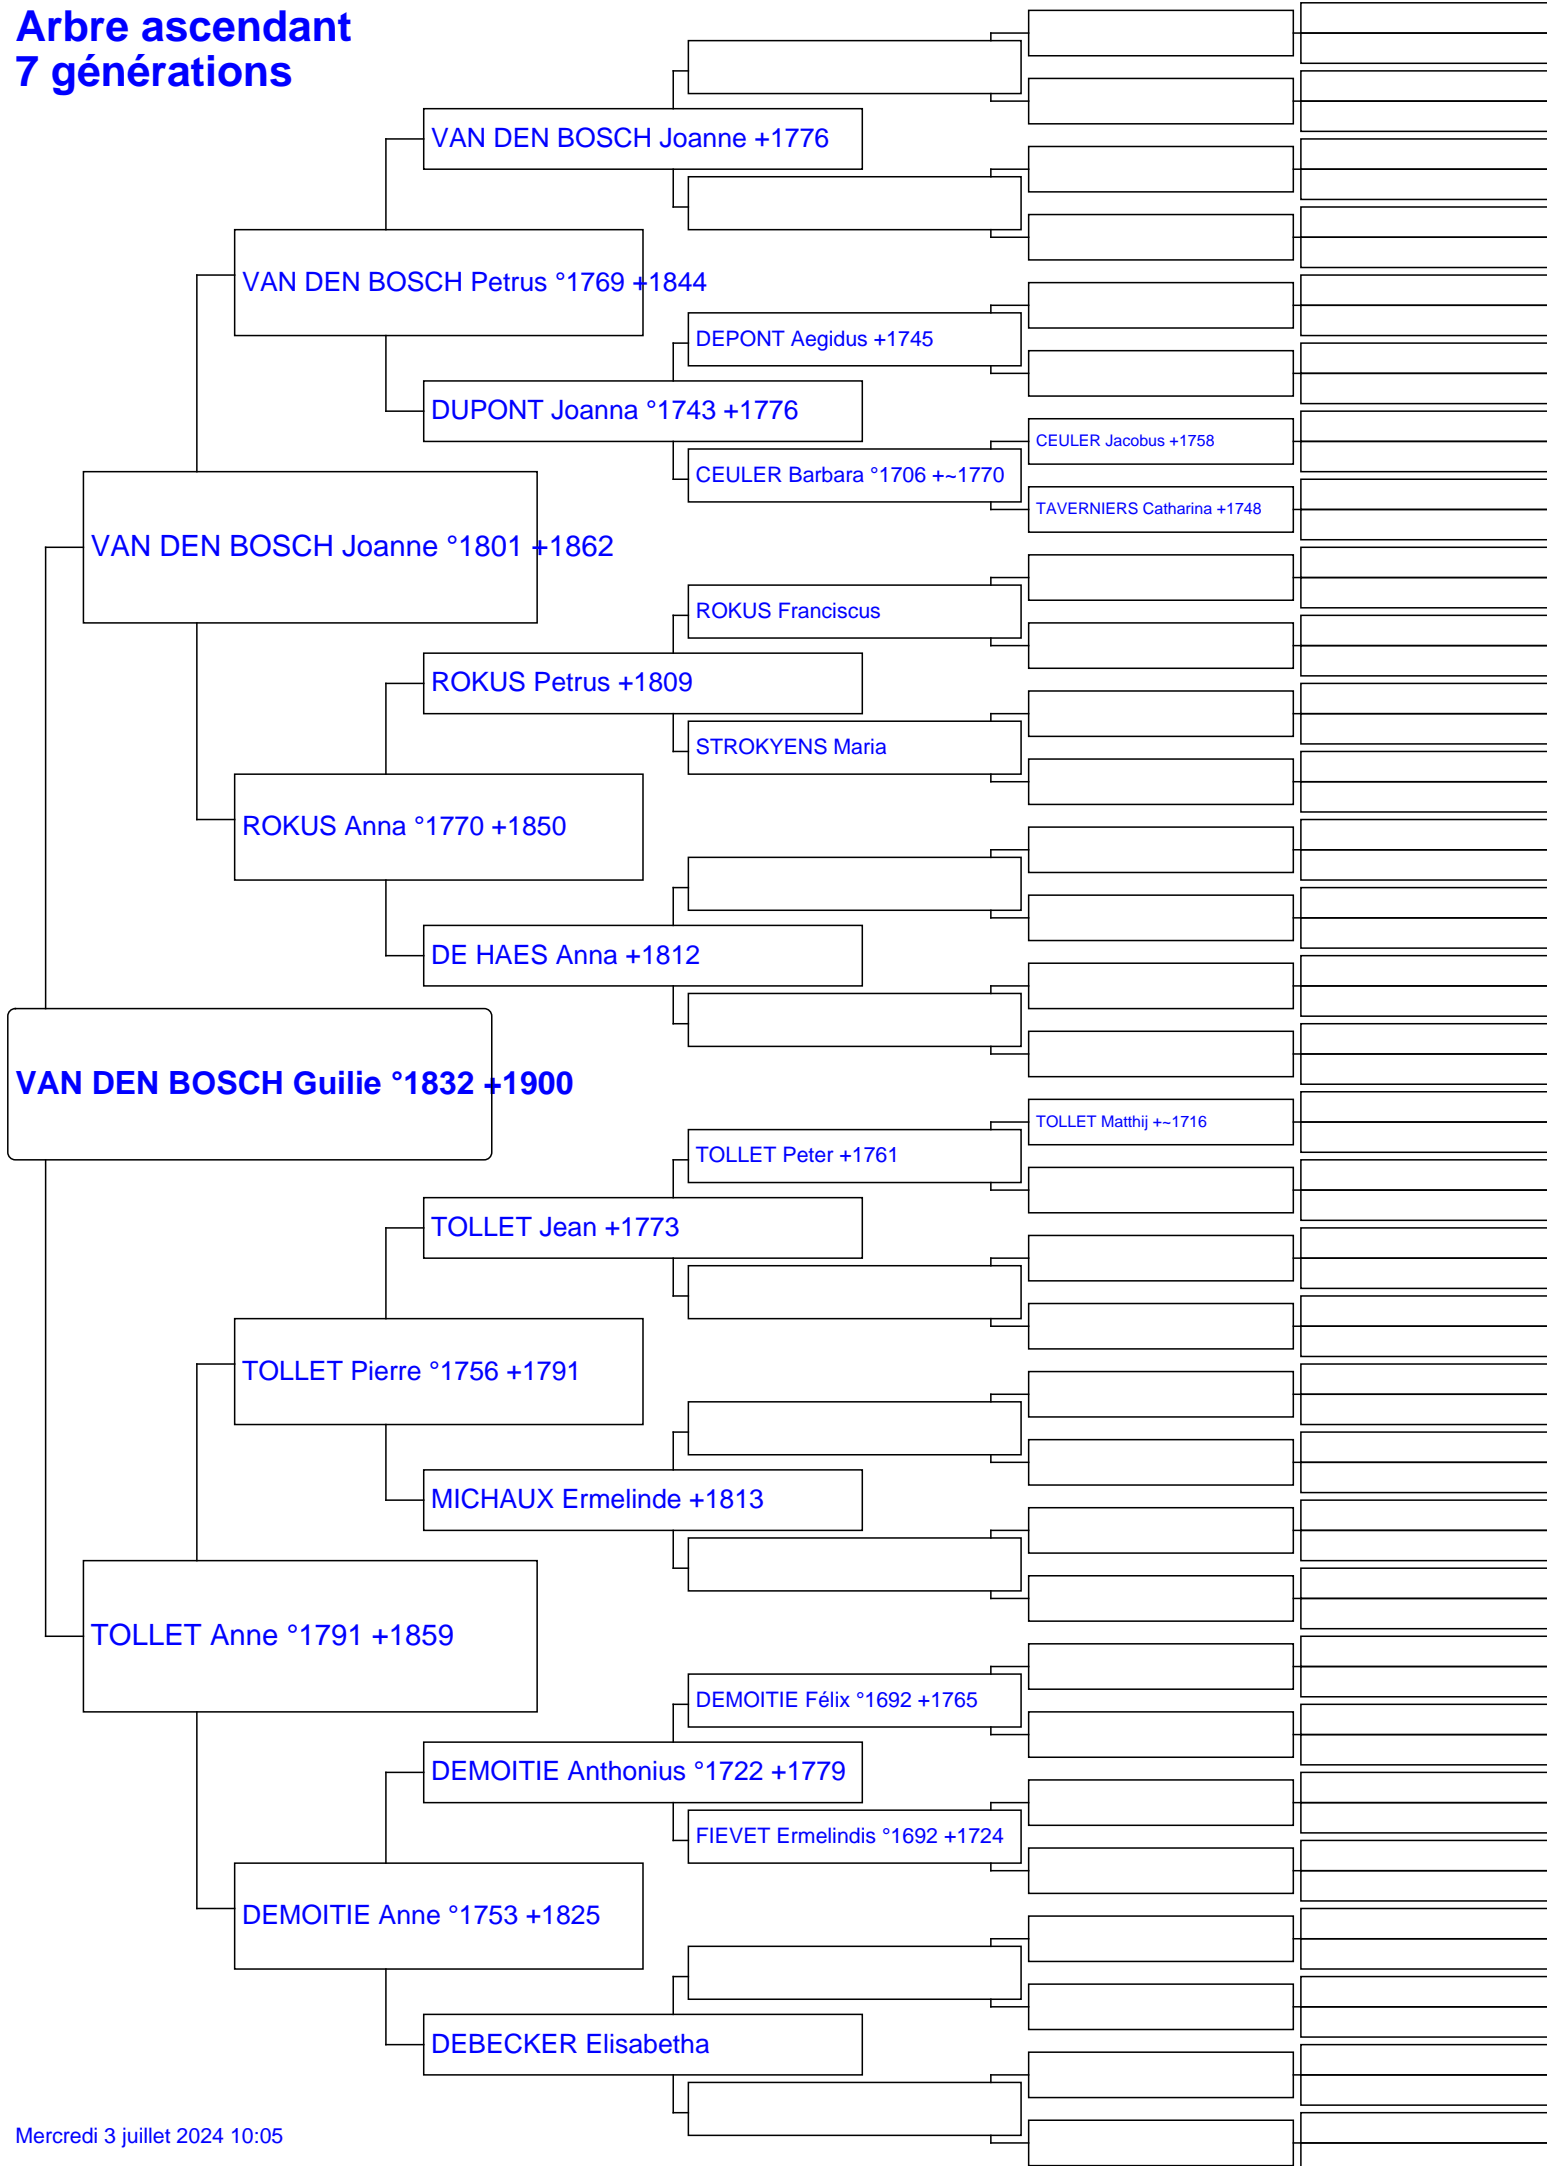 Arbre ascendant
7 générations
VAN DEN BOSCH Joanne +1776
VAN DEN BOSCH Petrus °1769 +1844
DEPONT Aegidus +1745
DUPONT Joanna °1743 +1776
CEULER Jacobus +1758
CEULER Barbara °1706 +~1770
TAVERNIERS Catharina +1748
VAN DEN BOSCH Joanne °1801 +1862
ROKUS Franciscus
ROKUS Petrus +1809
STROKYENS Maria
ROKUS Anna °1770 +1850
DE HAES Anna +1812
VAN DEN BOSCH Guilie °1832 +1900
TOLLET Matthij +~1716
TOLLET Peter +1761
TOLLET Jean +1773
TOLLET Pierre °1756 +1791
MICHAUX Ermelinde +1813
TOLLET Anne °1791 +1859
DEMOITIE Félix °1692 +1765
DEMOITIE Anthonius °1722 +1779
FIEVET Ermelindis °1692 +1724
DEMOITIE Anne °1753 +1825
DEBECKER Elisabetha
Mercredi 3 juillet 2024 10:05